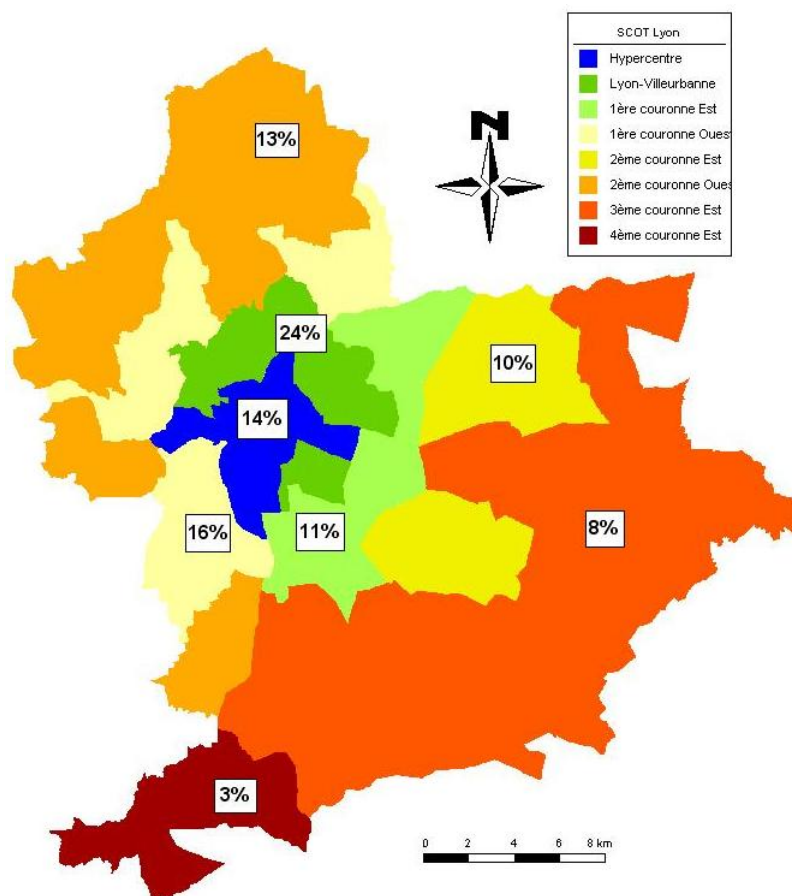 SCOT Lyon
Hypercentre
Lyon-Villeurbanne
1ère couronne Est
1ère couronne Oues
2ème couronne Est
2ème couronne Oues
3ème couronne Est
4ème couronne Est
N
13%
24%
10%
14%
16%
11%
8%
3%
0 2 4 6 8 km